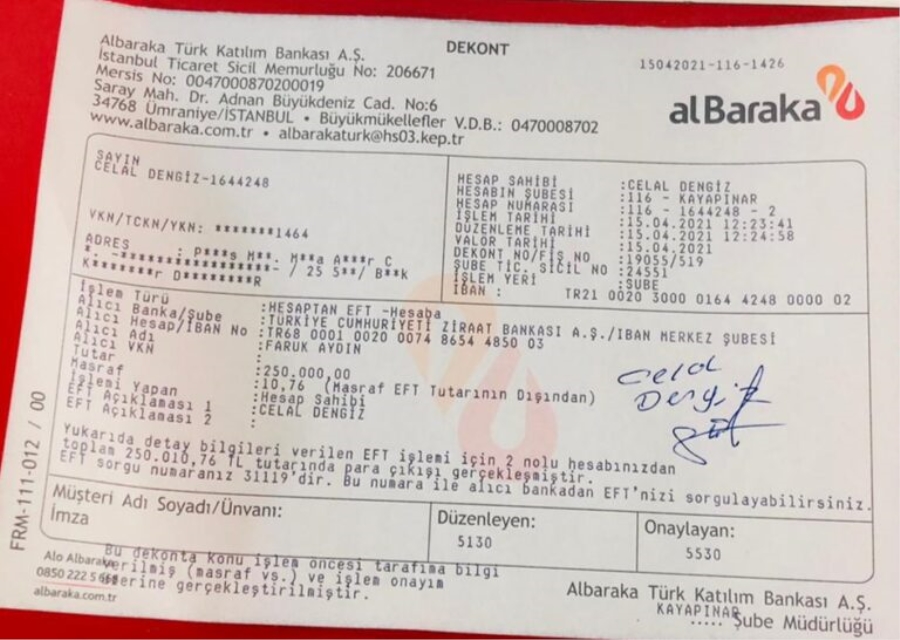 Albaraka Türk Katılım Bankası A.Ş.
İstanbul Ticaret Sicil Memurluğu No: 206671
Mersis No: 0047000870200019
Saray Mah. Dr. Adnan Büyükdeniz Cad. No:6
34768 Ümraniye/İSTANBUL • Büyükmükellefler V.D.B.: 0470008702
www.albaraka.com.tr • albarakaturk@hs03.kep.tr
DEKONT
15042021-116-1426
alBaraka
SAYIN
CELAL DENGİZ-1644248
VKN/TCKN/YKN: *******1464
ADRES : P***s M**. M**a A***r C
/ 25 S**/ B**k
K*******r D********R
HESAP SAHİBİ :CELAL DENGİZ
HESABIN ŞUBESİ :116 - KAYAPINAR
HESAP NUMARASI :116 - 1644248 - 2
İŞLEM TARİHİ :15.04.2021 12:23:41
DÜZENLEME TARİHİ :15.04.2021 12:24:58
VALOR TARİHİ :15.04.2021
DEKONT NO/FİŞ NO :19055/519
ŞUBE TİC. SİCİL NO :24551
İŞLEM YERİ :ŞUBE
IBAN : TR21 0020 3000 0164 4248 0000 02
İşlem Türü :HESAPTAN EFT -Hesaba
Alıcı Banka/Şube :TÜRKİYE CUMHURİYETİ ZİRAAT BANKASI A.Ş./IBAN MERKEZ ŞUBESİ
Alıcı Hesap/IBAN No :TR68 0001 0020 0074 8654 4850 03
Alıcı Adı :FARUK AYDIN
Alıcı VKN :
Tutar :250.000,00
Masraf :10,76 (Masraf EFT Tutarının Dışından)
İşlemi Yapan :Hesap Sahibi
EFT Açıklaması 1 :CELAL DENGİZ
EFT Açıklaması 2 :
Celal
Dengiz
Yukarıda detay bilgileri verilen EFT işlemi için 2 nolu hesabınızdan
toplam 250.010,76 TL tutarında para çıkışı gerçekleşmiştir.
EFT sorgu numaranız 31119'dir. Bu numara ile alıcı bankadan EFT'nizi sorgulayabilirsiniz.
FRM-111-012 / 00
Müşteri Adı Soyadı/Ünvanı:
İmza
Düzenleyen:
5130
Onaylayan:
5530
Bu dekonta konu işlem öncesi tarafıma bilgi
verilmiş (masraf vs.) ve işlem onayım
üzerine gerçekleştirilmiştir.
Alo Albaraka
0850 222 5 666
albaraka.com.tr
Albaraka Türk Katılım Bankası A.Ş.
KAYAPINAR
..... Şube Müdürlüğü